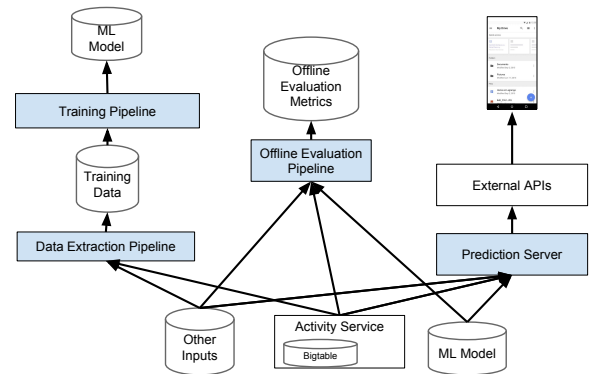 ML
Model
Training Pipeline
Training
Data
Data Extraction Pipeline
Offline
Evaluation
Metrics
Offline Evaluation
Pipeline
External APIs
Prediction Server
Other
Inputs
Activity Service
Bigtable
ML Model